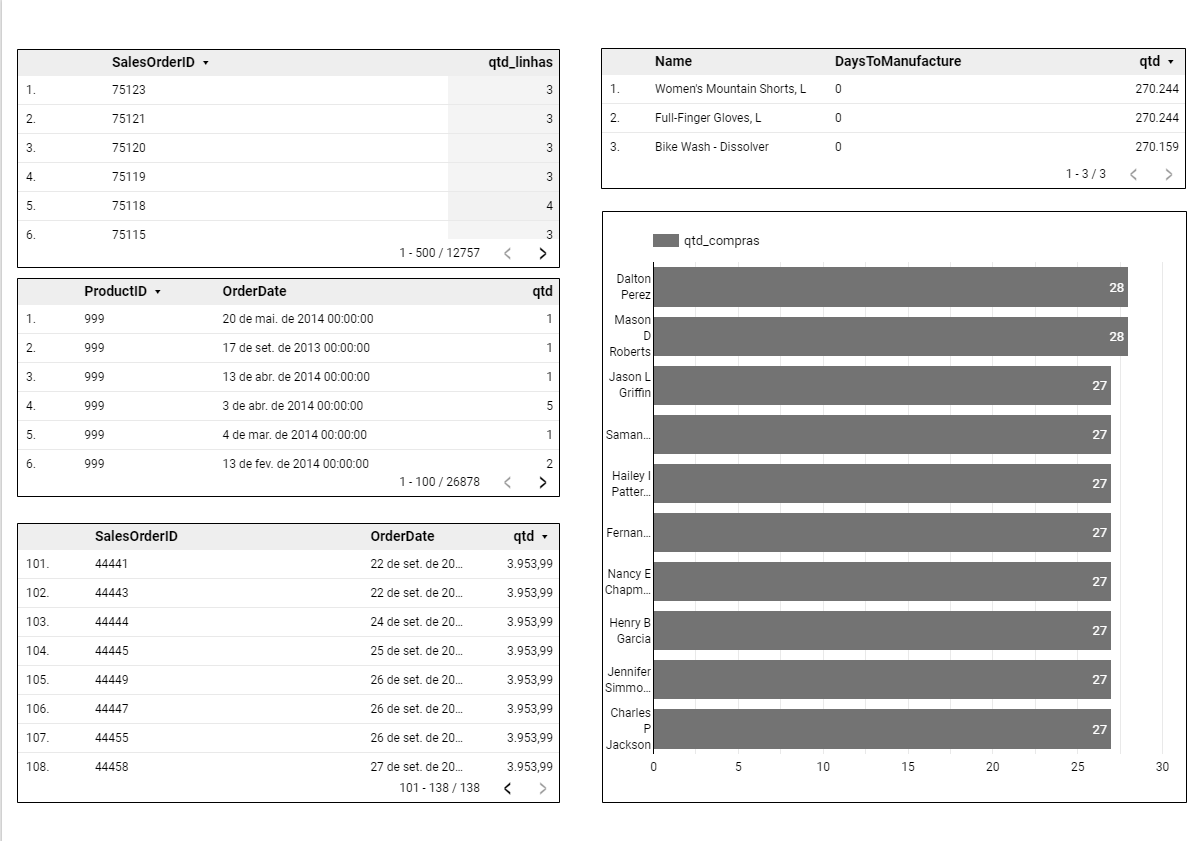 SalesOrderID qtd_linhas
1. 75123 3
2. 75121 3
3. 75120 3
4. 75119 3
5. 75118 4
6. 75115 3
1 - 500 / 12757
ProductID OrderDate qtd
1. 999 20 de mai. de 2014 00:00:00 1
2. 999 17 de set. de 2013 00:00:00 1
3. 999 13 de abr. de 2014 00:00:00 1
4. 999 3 de abr. de 2014 00:00:00 5
5. 999 4 de mar. de 2014 00:00:00 1
6. 999 13 de fev. de 2014 00:00:00 2
1 - 100 / 26878
SalesOrderID OrderDate qtd
101. 44441 22 de set. de 20... 3.953,99
102. 44443 22 de set. de 20... 3.953,99
103. 44444 24 de set. de 20... 3.953,99
104. 44445 25 de set. de 20... 3.953,99
105. 44449 26 de set. de 20... 3.953,99
106. 44447 26 de set. de 20... 3.953,99
107. 44455 26 de set. de 20... 3.953,99
108. 44458 27 de set. de 20... 3.953,99
101 - 138 / 138
Name DaysToManufacture qtd
1. Women's Mountain Shorts, L 0 270.244
2. Full-Finger Gloves, L 0 270.244
3. Bike Wash - Dissolver 0 270.159
1 - 3 / 3
qtd_compras
Dalton
Perez 28
Mason
D 28
Roberts
Jason L
Griffin 27
Saman... 27
Hailey I
Patter... 27
Fernan... 27
Nancy E
Chapm... 27
Henry B
Garcia 27
Jennifer
Simmo... 27
Charles
P 27
Jackson
0 5 10 15 20 25 30